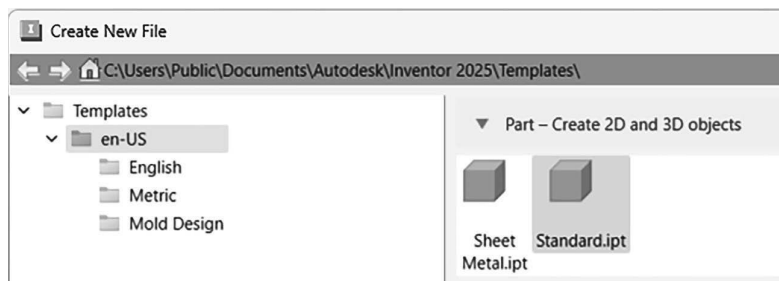 Create New File
C:\Users\Public\Documents\Autodesk\Inventor 2025\Templates\
Templates
en-US
English
Metric
Mold Design
Part – Create 2D and 3D objects
Sheet
Metal.ipt
Standard.ipt